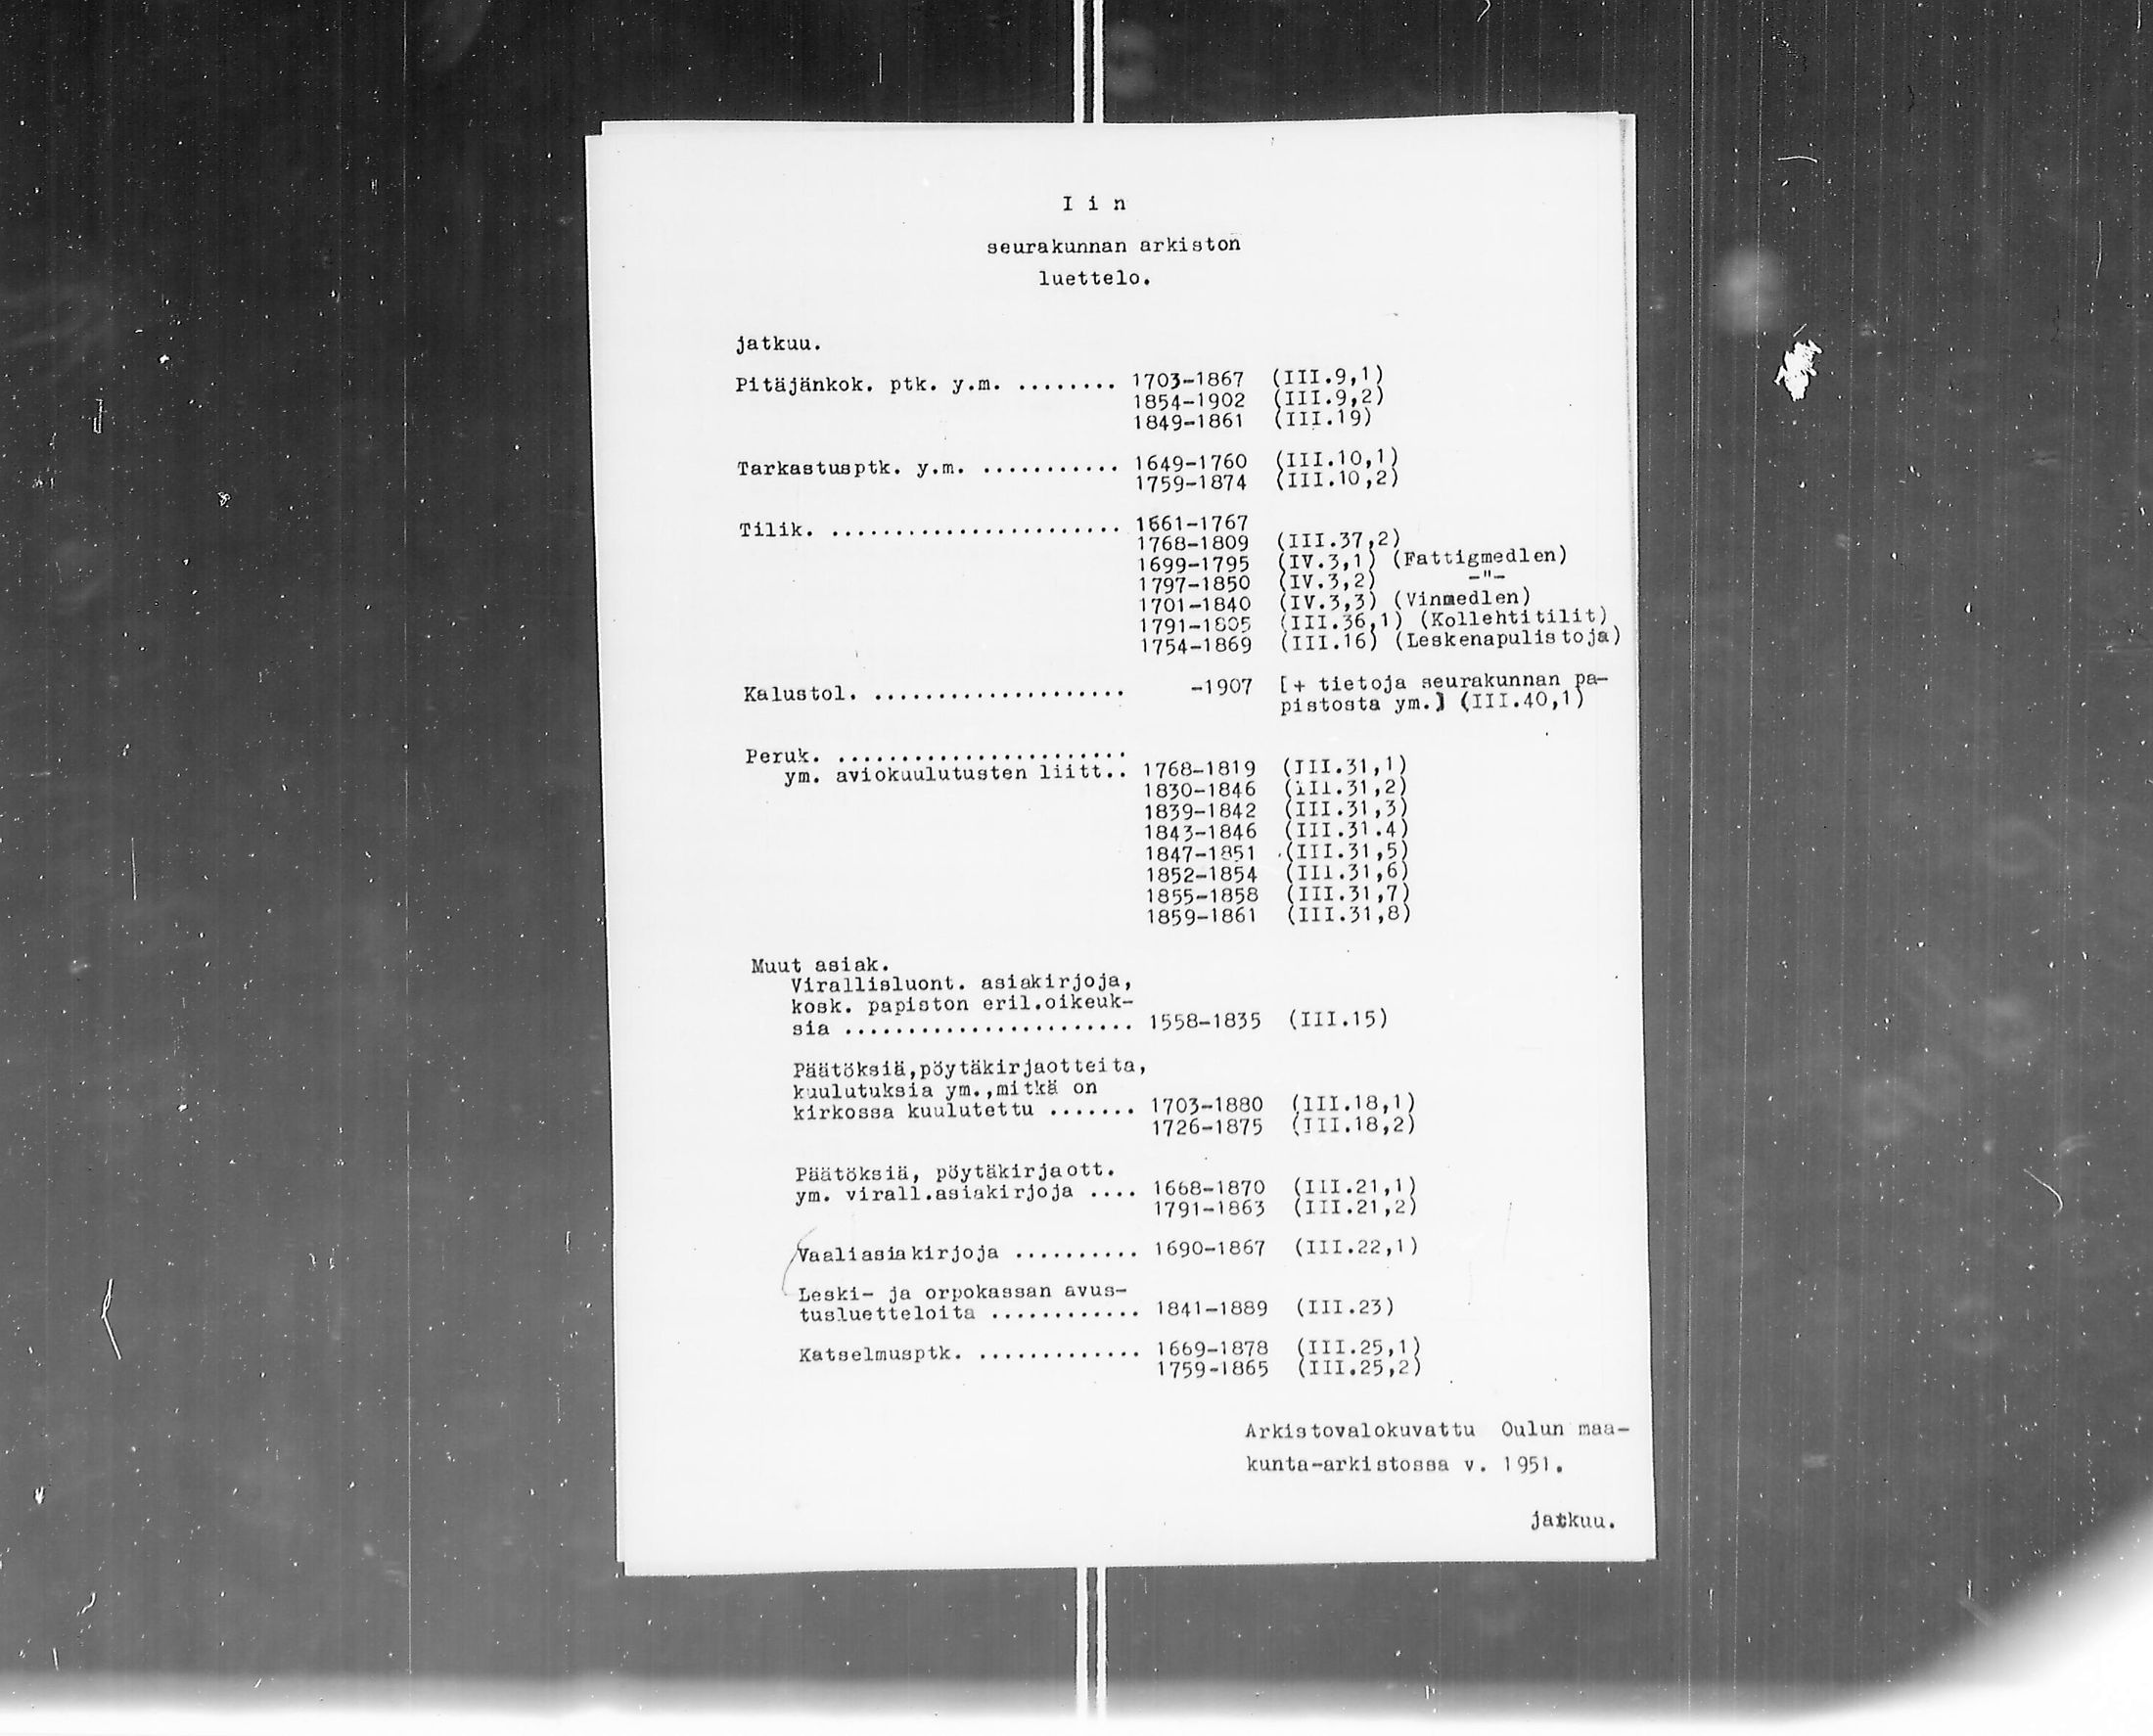 I i n
seurakunnan arkiston
luettelo.
jatkuu.
Pitäjänkok. ptk. y.m. ........ 1703-1867 (III.9,1)
1854-1902 (III.9,2)
1849-1861 (III.19)
Tarkastusptk. y.m. ........... 1649-1760 (III.10,1)
1759-1874 (III.10,2)
Tilik. ....................... 1661-1767
1768-1809 (III.37,2)
1699-1795 (IV.3,1) (Fattigmedlen)
1797-1850 (IV.3,2) -"-
1701-1840 (IV.3,3) (Vinmedlen)
1791-1805 (III.36,1) (Kollehtitilit)
1754-1869 (III.16) (Leskenapulistoja)
Kalustol. .................... -1907 [+ tietoja seurakunnan pa-
pistosta ym.] (III.40,1)
Peruk. .......................
ym. aviokuulutusten liitt.. 1768-1819 (III.31,1)
1830-1846 (III.31,2)
1839-1842 (III.31,3)
1843-1846 (III.31.4)
1847-1851 (III.31,5)
1852-1854 (III.31,6)
1855-1858 (III.31,7)
1859-1861 (III.31,8)
Muut asiak.
Virallisluont. asiakirjoja,
kosk. papiston eril.oikeuk-
sia ....................... 1558-1835 (III.15)
Päätöksiä,pöytäkirjaotteita,
kuulutuksia ym.,mitkä on
kirkossa kuulutettu ....... 1703-1880 (III.18,1)
1726-1875 (III.18,2)
Päätöksiä, pöytäkirjaott.
ym. virall.asiakirjoja .... 1668-1870 (III.21,1)
1791-1863 (III.21,2)
Vaaliasiakirjoja .......... 1690-1867 (III.22,1)
Leski- ja orpokassan avus-
tusluetteloita ............ 1841-1889 (III.23)
Katselmusptk. ............. 1669-1878 (III.25,1)
1759-1865 (III.25,2)
Arkistovalokuvattu Oulun maa-
kunta-arkistossa v. 1951.
jatkuu.